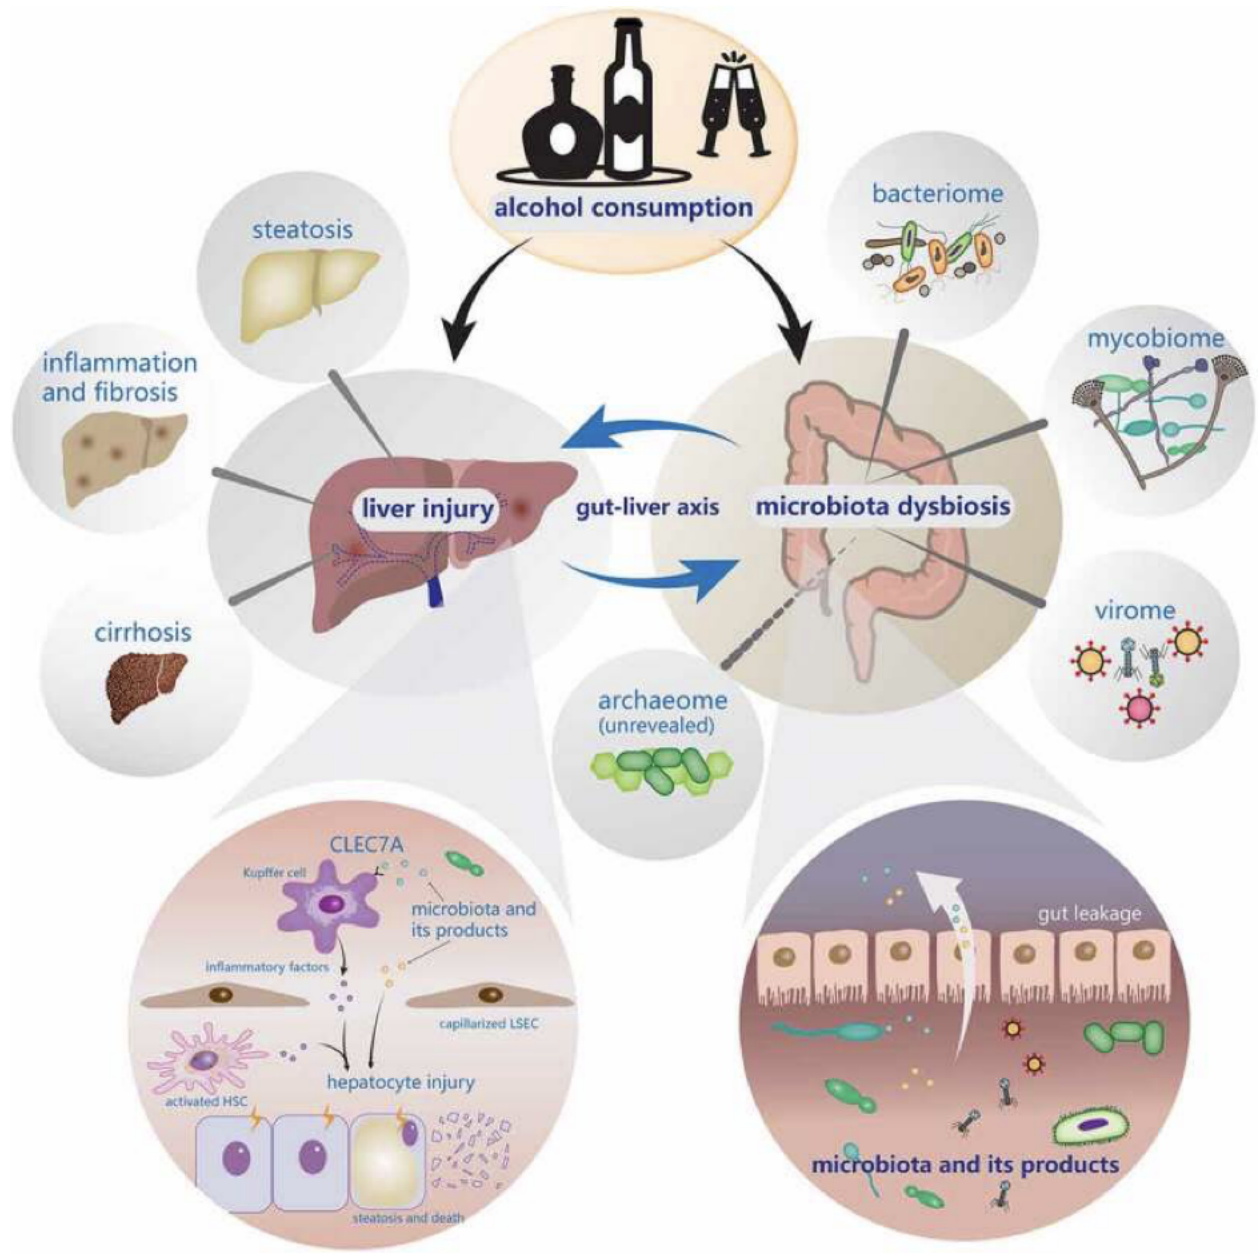 alcohol consumption
bacteriome
steatosis
mycobiome
inflammation
and fibrosis
liver injury
gut-liver axis
microbiota dysbiosis
cirrhosis
virome
archaeome
(unrevealed)
CLEC7A
Kupffer cell
microbiota and
its products
inflammatory factors
capillarized LSEC
hepatocyte injury
activated HSC
steatosis and death
gut leakage
microbiota and its products